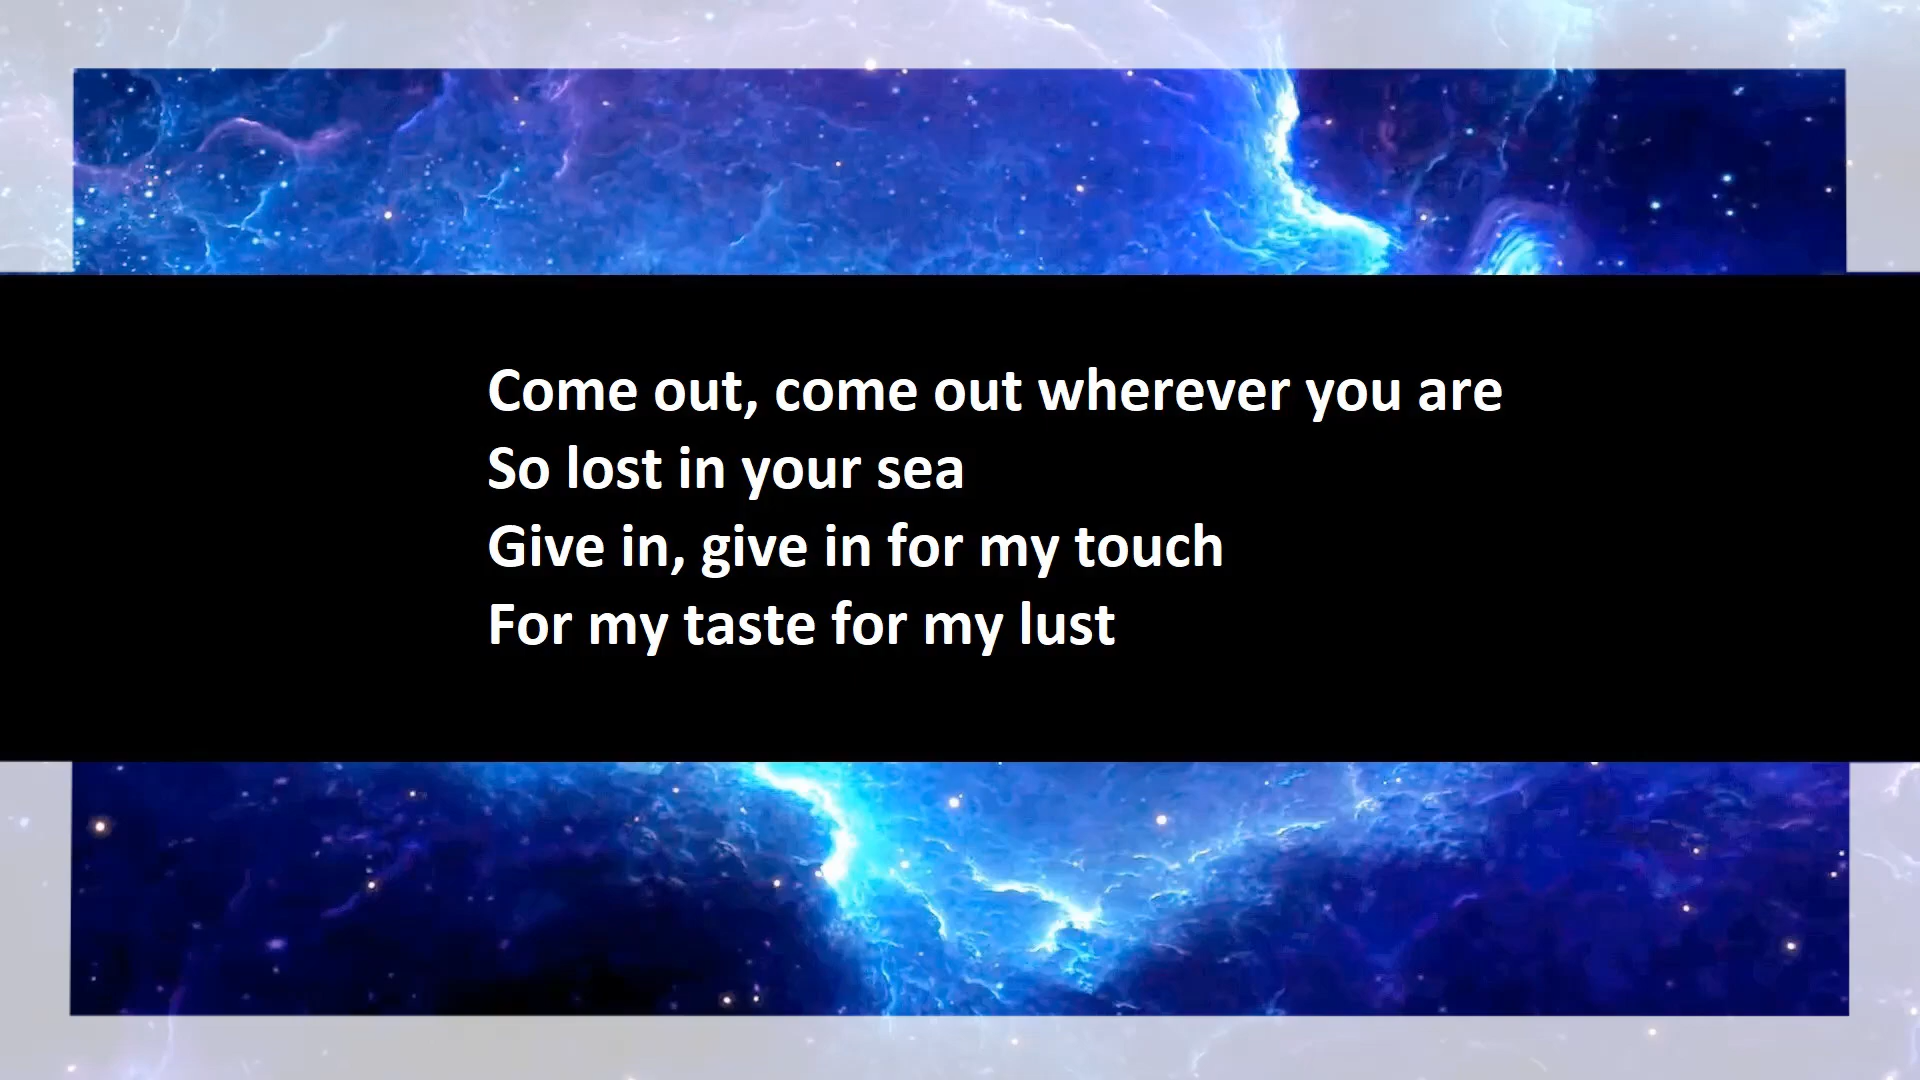 Come out, come out wherever you are
So lost in your sea
Give in, give in for my touch
For my taste for my lust